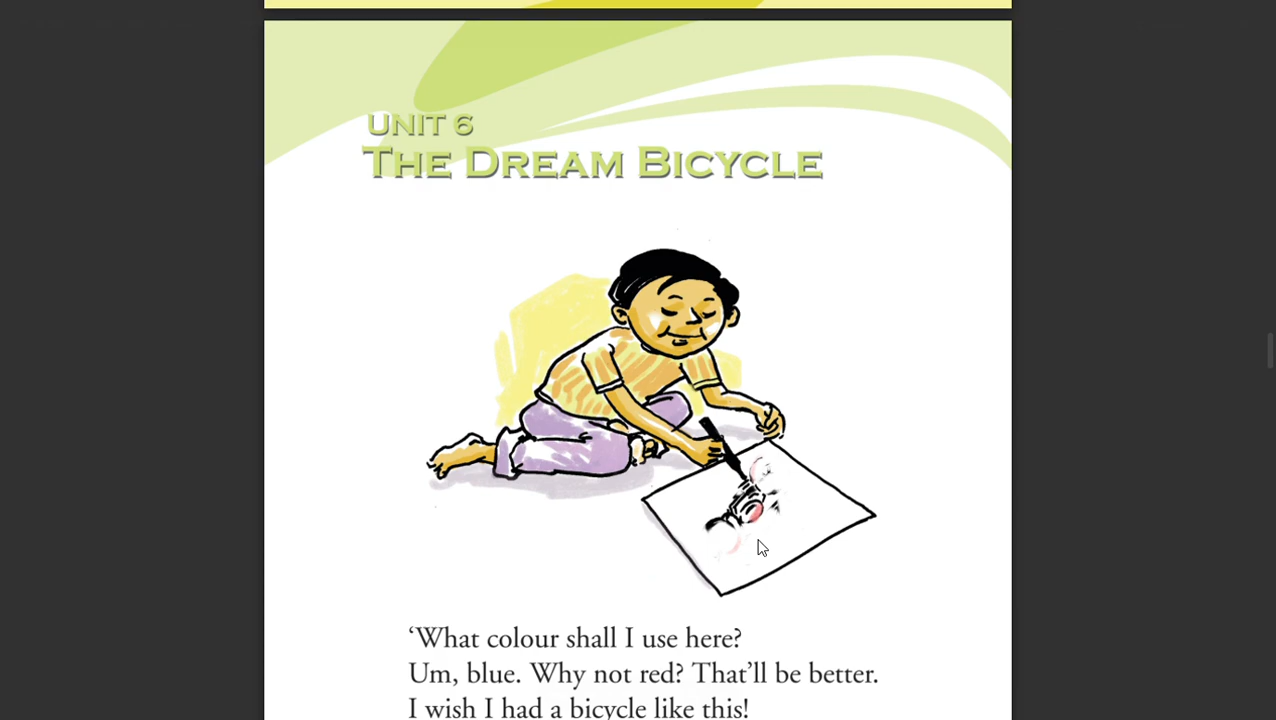 UNIT 6
THE DREAM BICYCLE
‘What colour shall I use here?
Um, blue. Why not red? That’ll be better.
I wish I had a bicycle like this!